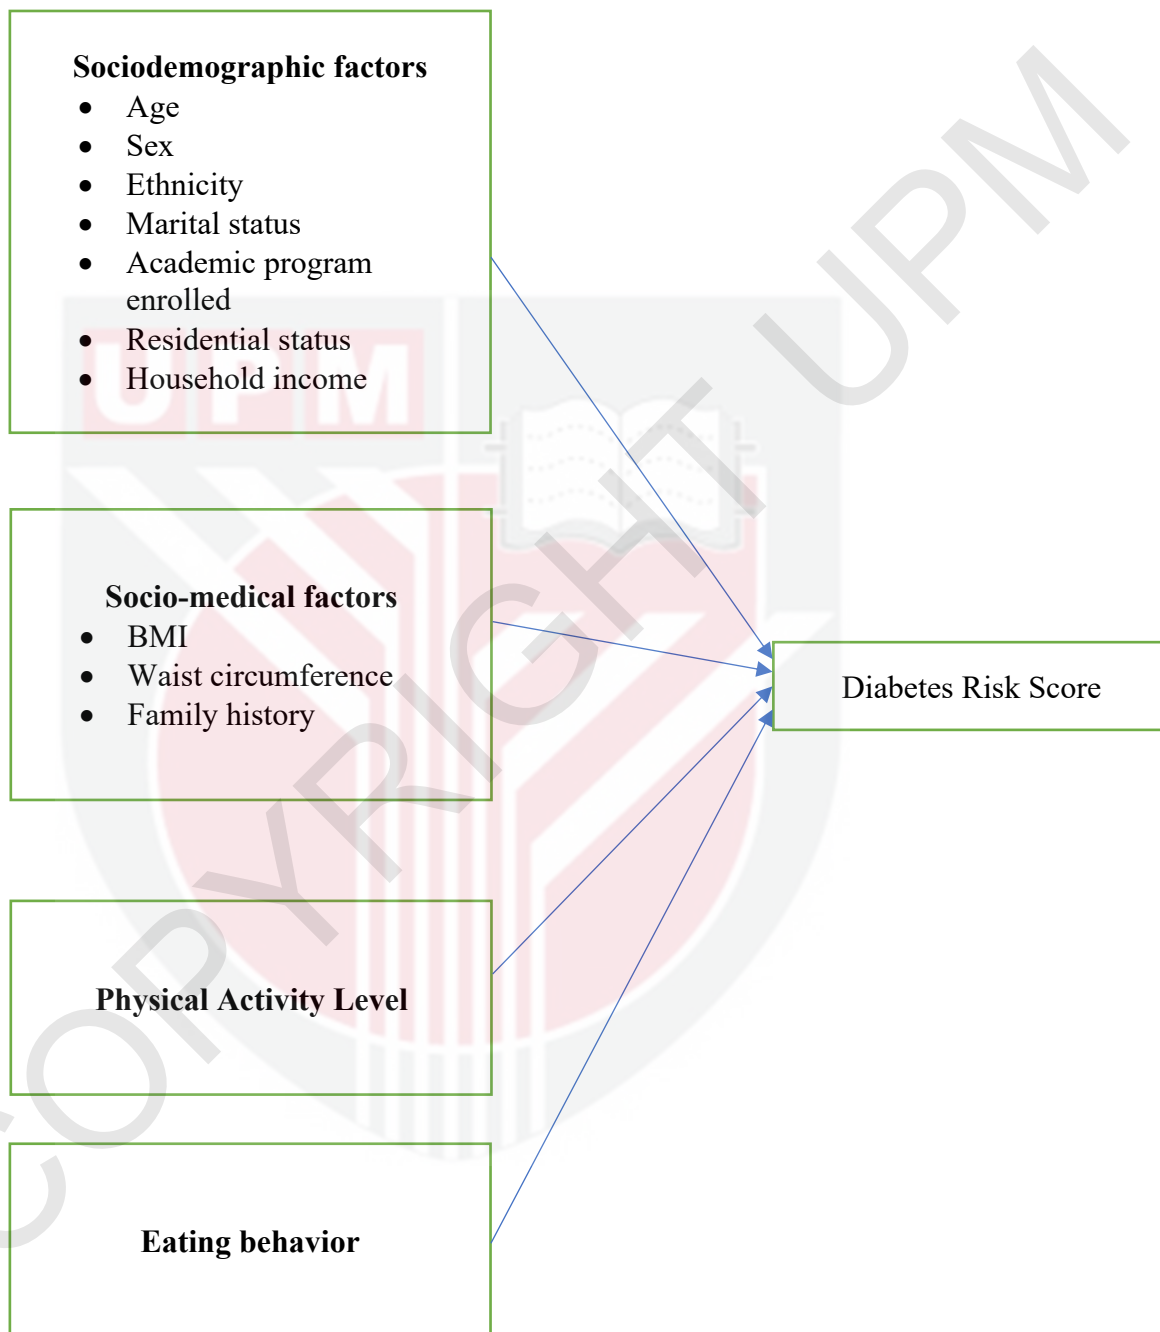 Sociodemographic factors
• Age
• Sex
• Ethnicity
• Marital status
• Academic program
enrolled
• Residential status
• Household income
UPM
Socio-medical factors
• BMI
• Waist circumference
• Family history
Diabetes Risk Score
Physical Activity Level
Eating behavior
COPYRIGHT UPM